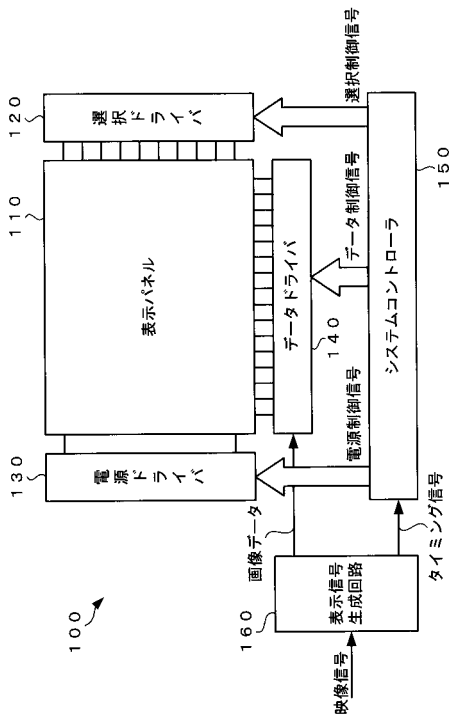 100
130
電源ドライバ
110
表示パネル
120
選択ドライバ
データドライバ
140
画像データ
電源制御信号
データ制御信号
選択制御信号
160
表示信号
生成回路
映像信号
タイミング信号
システムコントローラ
150